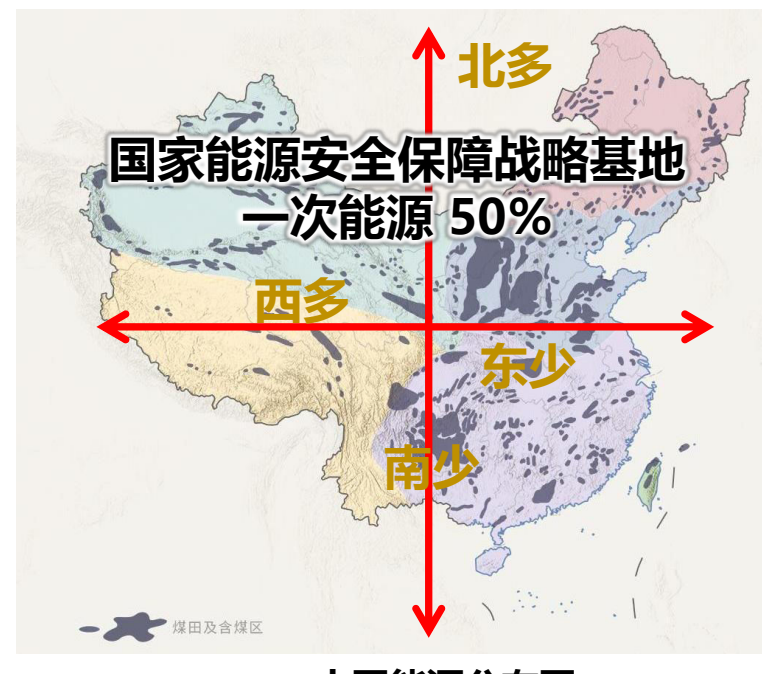 北多
国家能源安全保障战略基地
一次能源 50%
西多
东少
南少
煤田及含煤区